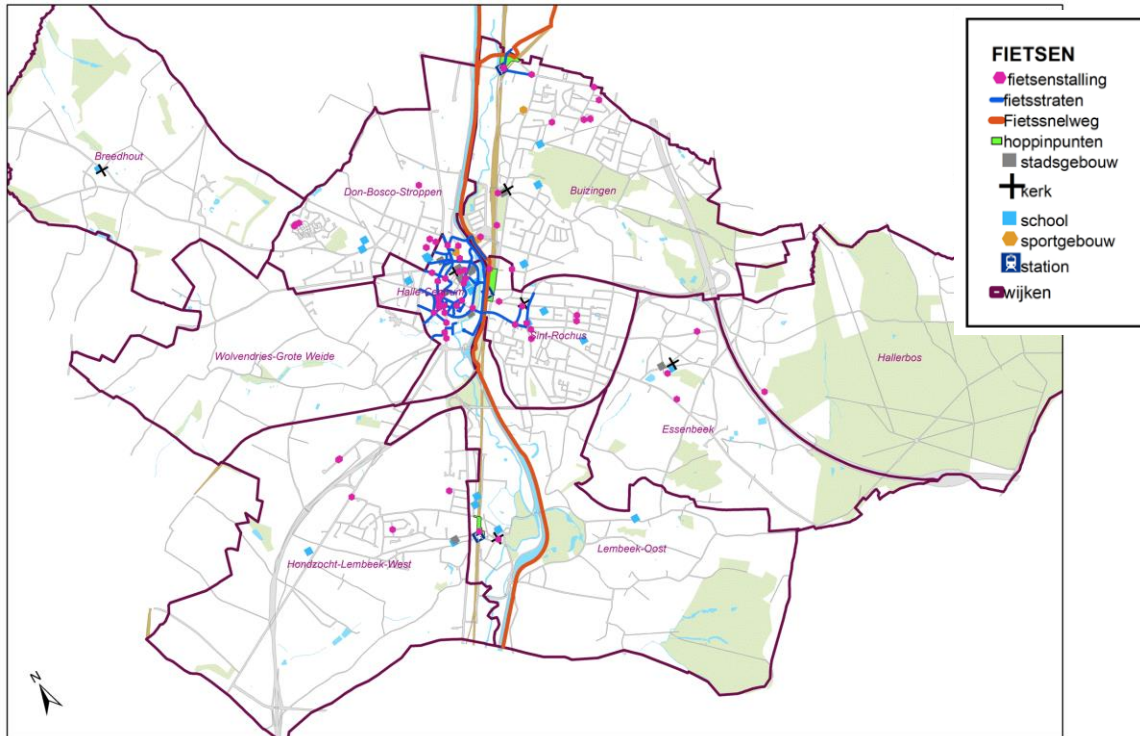 FIETSEN
fietsenstalling
fietsstraten
Fietssnelweg
hoppinpunten
stadsgebouw
kerk
school
sportgebouw
station
wijken
Breedhout
Don-Bosco-Stroppen
Buizingen
Halle-Centrum
Sint-Rochus
Wolvendries-Grote Weide
Hallerbos
Essenbeek
Hondzocht-Lembeek-West
Lembeek-Oost
N